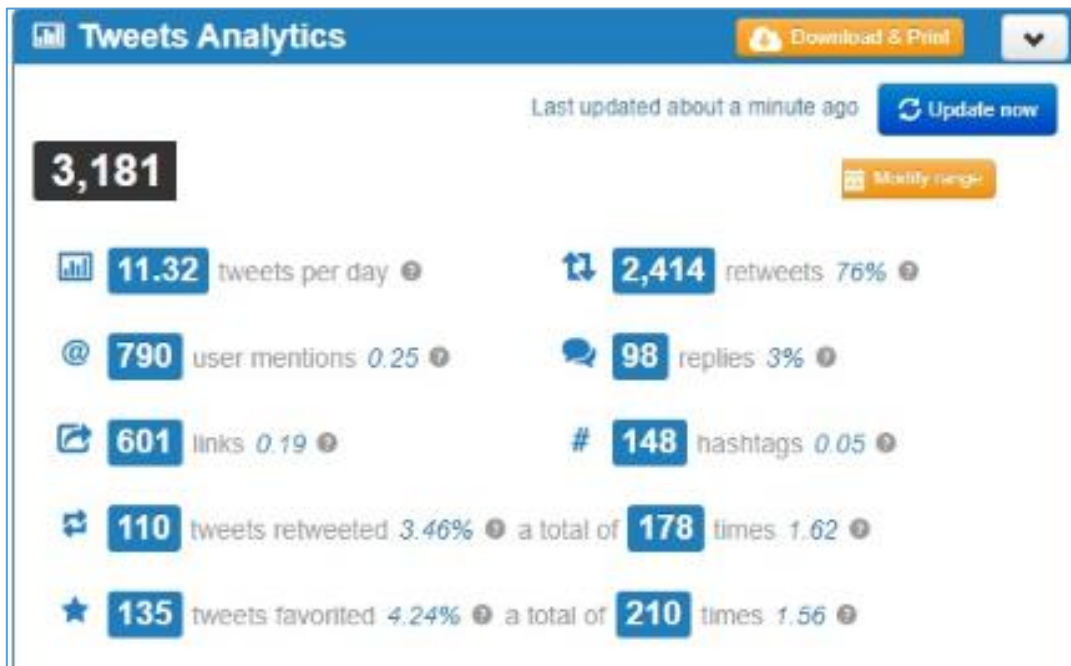 Tweets Analytics
Download & Print
Last updated about a minute ago
Update now
3,181
Modify range
11.32 tweets per day
2,414 retweets 76%
@ 790 user mentions 0.25
98 replies 3%
601 links 0.19
# 148 hashtags 0.05
110 tweets retweeted 3.46% a total of 178 times 1.62
135 tweets favorited 4.24% a total of 210 times 1.56